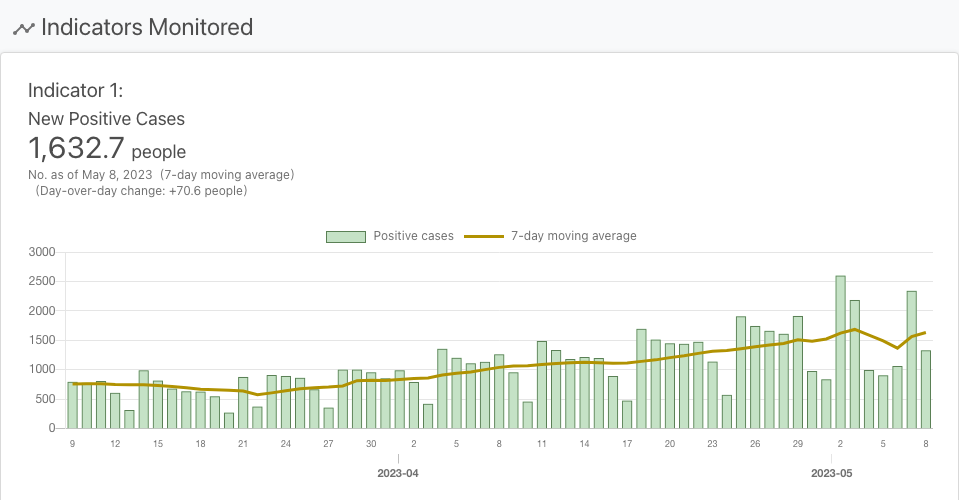 Indicators Monitored
Indicator 1:
New Positive Cases
1,632.7 people
No. as of May 8, 2023 (7-day moving average)
(Day-over-day change: +70.6 people)
Positive cases 7-day moving average
3000
2500
2000
1500
1000
500
0
9 12 15 18 21 24 27 30 2 5 8 11 14 17 20 23 26 29 2 5 8
2023-04 2023-05